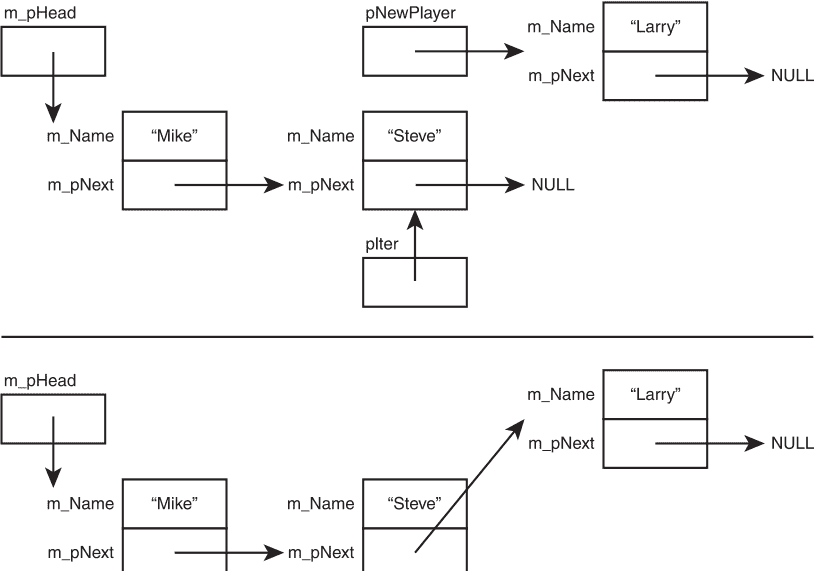 m_pHead pNewPlayer
m_Name "Larry"
m_pNext NULL
m_Name "Mike" m_Name "Steve"
m_pNext m_pNext NULL
pIter
m_pHead
m_Name "Larry"
m_pNext NULL
m_Name "Mike" m_Name "Steve"
m_pNext m_pNext